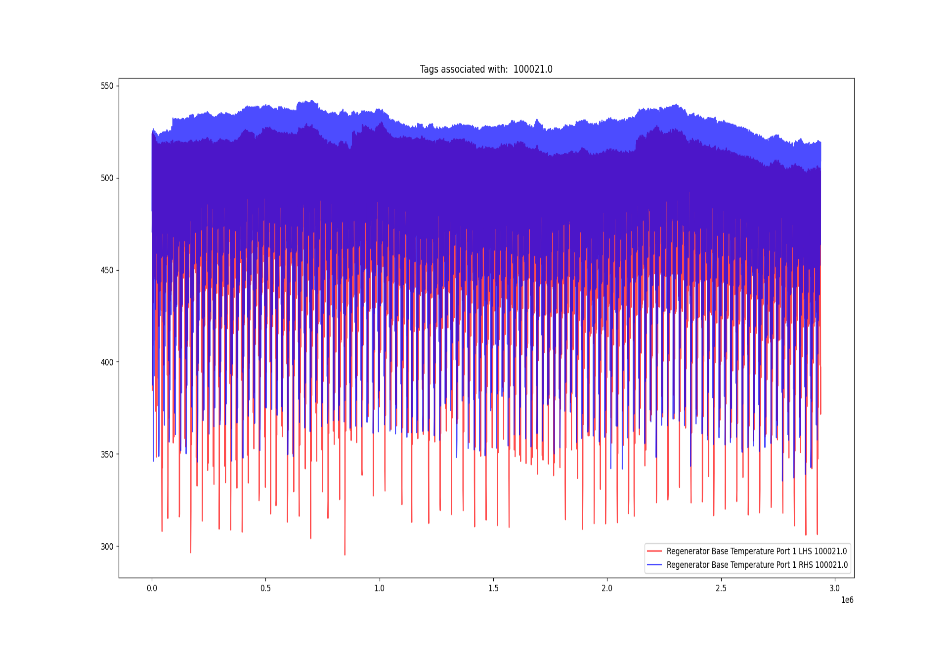 Tags associated with:  100021.0
550
500
450
400
350
300
Regenerator Base Temperature Port 1 LHS 100021.0
Regenerator Base Temperature Port 1 RHS 100021.0
0.0 0.5 1.0 1.5 2.0 2.5 3.0
1e6